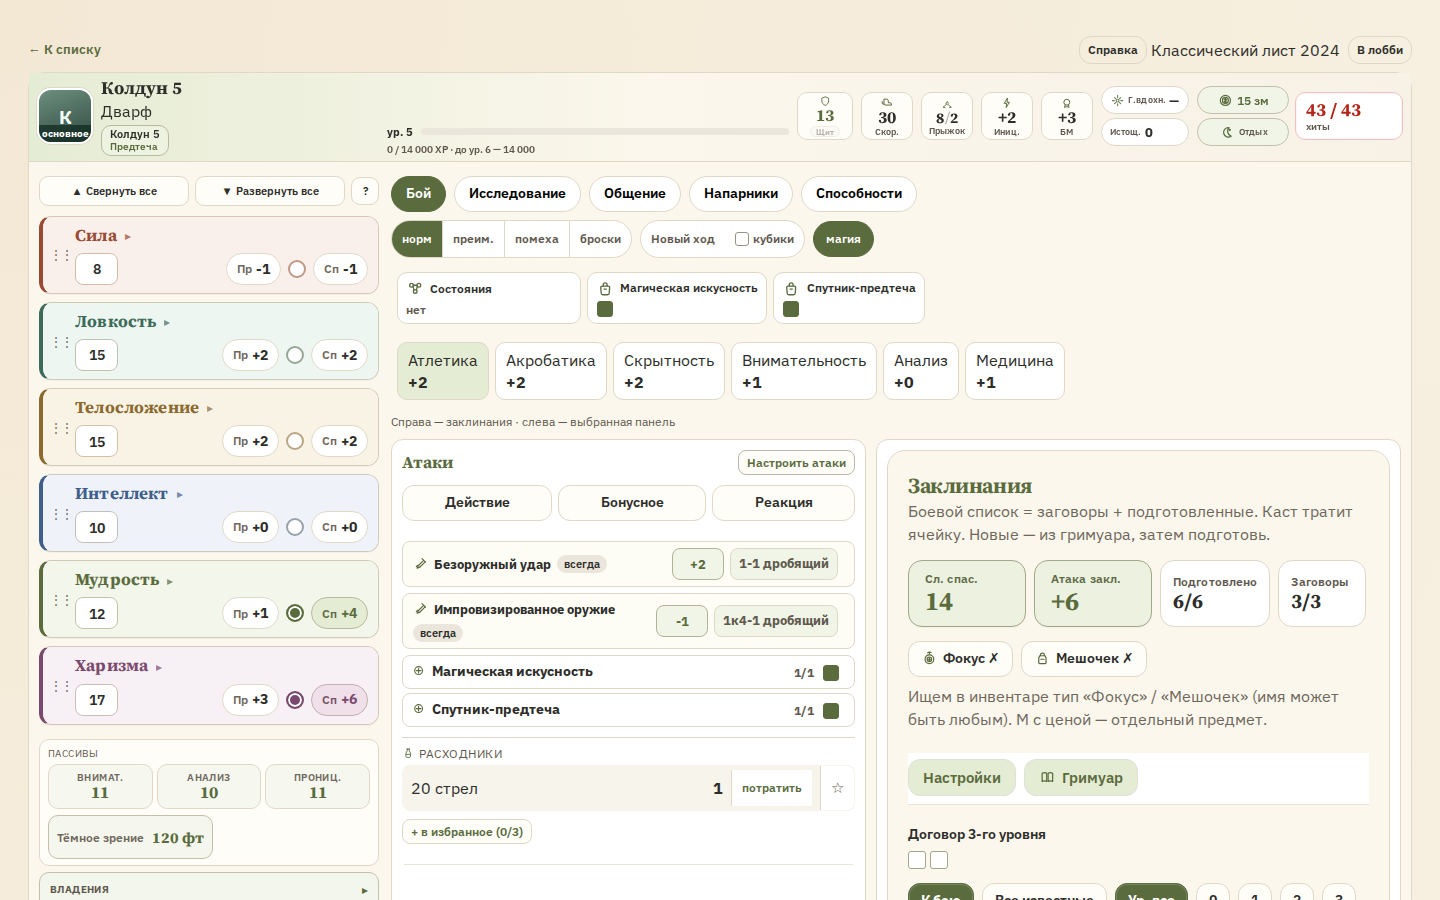 ← К списку
Справка
Классический лист 2024
В лобби
К
основное
Колдун 5
Дварф
Колдун 5
Предтеча
ур. 5
0 / 14 000 XP · до ур. 6 — 14 000
13
Щит
30
Скор.
8/2
Прыжок
+2
Иниц.
+3
БМ
Г.вдохн. —
Истощ. 0
15 зм
Отдых
43 / 43
хиты
▲ Свернуть все
▼ Развернуть все
?
Сила ▸
8
Пр -1
Сп -1
Ловкость ▸
15
Пр +2
Сп +2
Телосложение ▸
15
Пр +2
Сп +2
Интеллект ▸
10
Пр +0
Сп +0
Мудрость ▸
12
Пр +1
Сп +4
Харизма ▸
17
Пр +3
Сп +6
ПАССИВЫ
ВНИМАТ.
11
АНАЛИЗ
10
ПРОНИЦ.
11
Тёмное зрение 120 фт
ВЛАДЕНИЯ ▸
Бой
Исследование
Общение
Напарники
Способности
норм
преим.
помеха
броски
Новый ход
кубики
магия
Состояния
нет
Магическая искусность
Спутник-предтеча
Атлетика
+2
Акробатика
+2
Скрытность
+2
Внимательность
+1
Анализ
+0
Медицина
+1
Справа — заклинания · слева — выбранная панель
Атаки
Настроить атаки
Действие
Бонусное
Реакция
Безоружный удар всегда
+2
1-1 дробящий
Импровизированное оружие
всегда
-1
1к4-1 дробящий
Магическая искусность
1/1
Спутник-предтеча
1/1
РАСХОДНИКИ
20 стрел
1
потратить
☆
+ в избранное (0/3)
Заклинания
Боевой список = заговоры + подготовленные. Каст тратит
ячейку. Новые — из гримуара, затем подготовь.
Сл. спас.
14
Атака закл.
+6
Подготовлено
6/6
Заговоры
3/3
Фокус ✗
Мешочек ✗
Ищем в инвентаре тип «Фокус» / «Мешочек» (имя может
быть любым). М с ценой — отдельный предмет.
Настройки
Гримуар
Договор 3-го уровня
К бою
Все известные
Ур. все
0
1
2
3